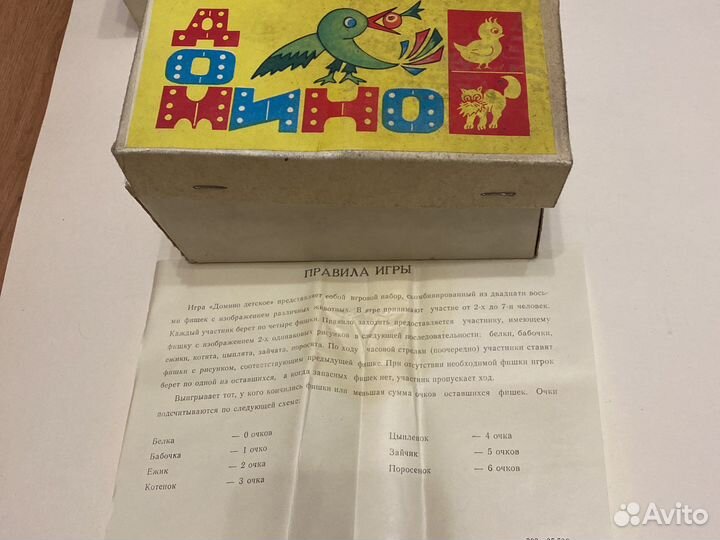 ДОМИНО
ПРАВИЛА ИГРЫ
Игра «Домино детское» представляет собой игровой набор, скомбинированный из двадцати вось-
ми фишек с изображением различных животных. В игре принимают участие от 2-х до 7-и человек.
Каждый участник берет по четыре фишки. Правило заходить предоставляется участнику, имеющему
фишку с изображением 2-х одинаковых рисунков в следующей последовательности: белки, бабочки,
ежики, котята, цыплята, зайчата, поросята. По ходу часовой стрелки (поочередно) участники ставят
фишки с рисунком, соответствующим предыдущей фишке. При отсутствии необходимой фишки игрок
берет по одной из оставшихся, а когда запасных фишек нет, участник пропускает ход.
Выигрывает тот, у кого кончились фишки или меньшая сумма очков оставшихся фишек. Очки
подсчитываются по следующей схеме:
Белка — 0 очков
Бабочка — 1 очко
Ежик — 2 очка
Котенок — 3 очка
Цыпленок — 4 очка
Зайчик — 5 очков
Поросенок — 6 очков
Avito